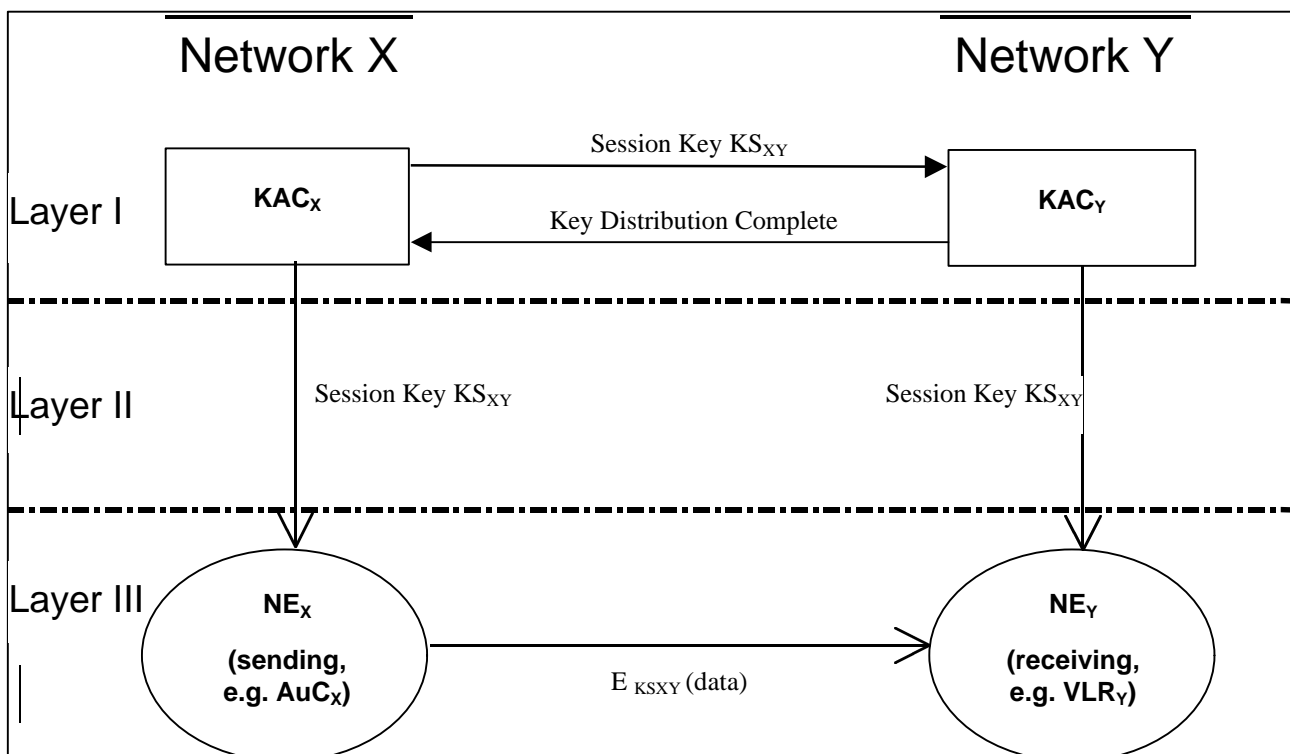 Network X
Network Y
Session Key KS_XY
KAC_X
KAC_Y
Layer I
Key Distribution Complete
Layer II
Session Key KS_XY
Session Key KS_XY
Layer III
NE_X
(sending,
e.g. AuC_X)
NE_Y
(receiving,
e.g. VLR_Y)
E KSXY (data)